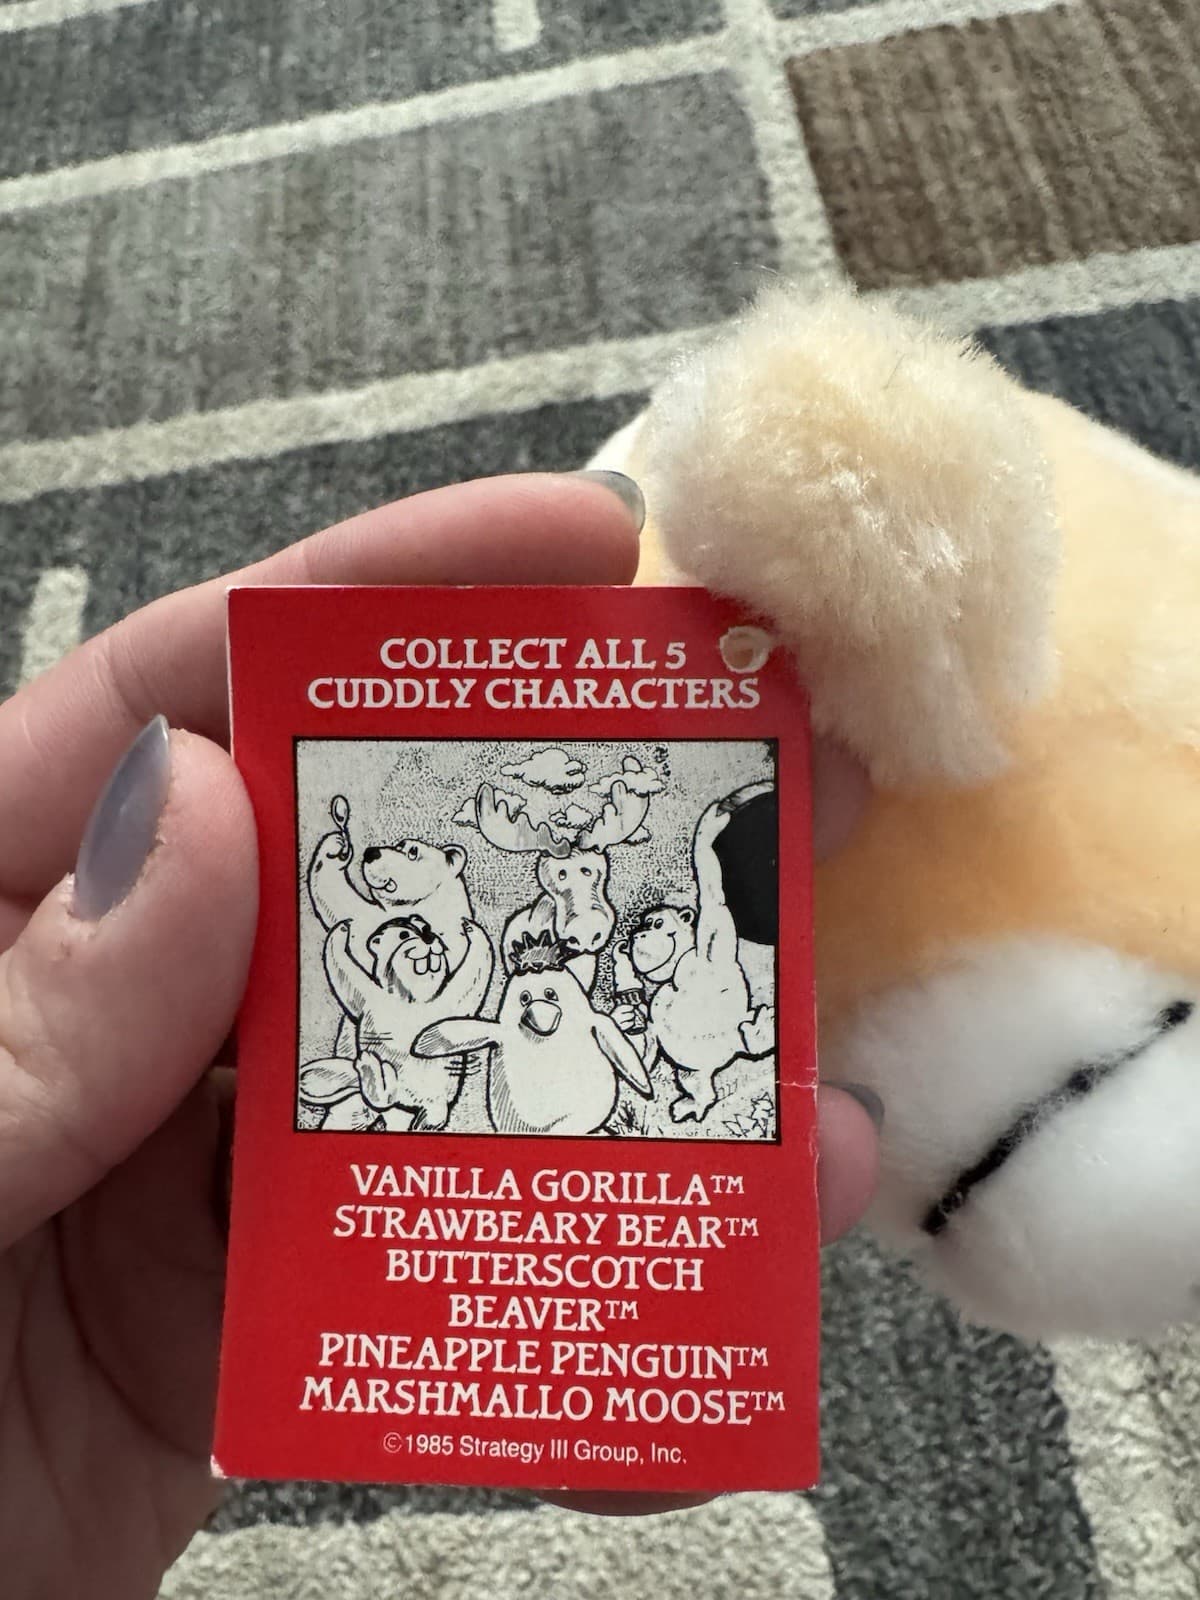 COLLECT ALL 5
CUDDLY CHARACTERS
VANILLA GORILLA™
STRAWBEARY BEAR™
BUTTERSCOTCH
BEAVER™
PINEAPPLE PENGUIN™
MARSHMALLO MOOSE™
©1985 Strategy III Group, Inc.